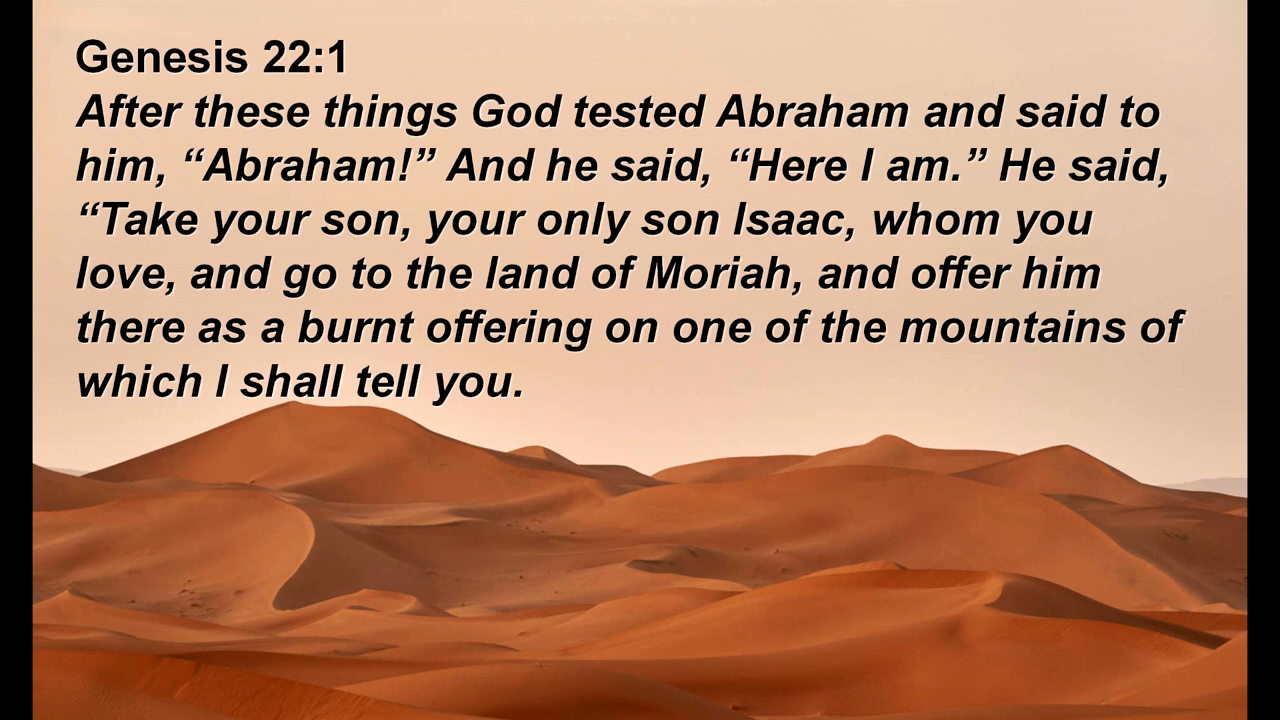 Genesis 22:1
After these things God tested Abraham and said to
him, “Abraham!” And he said, “Here I am.” He said,
“Take your son, your only son Isaac, whom you
love, and go to the land of Moriah, and offer him
there as a burnt offering on one of the mountains of
which I shall tell you.